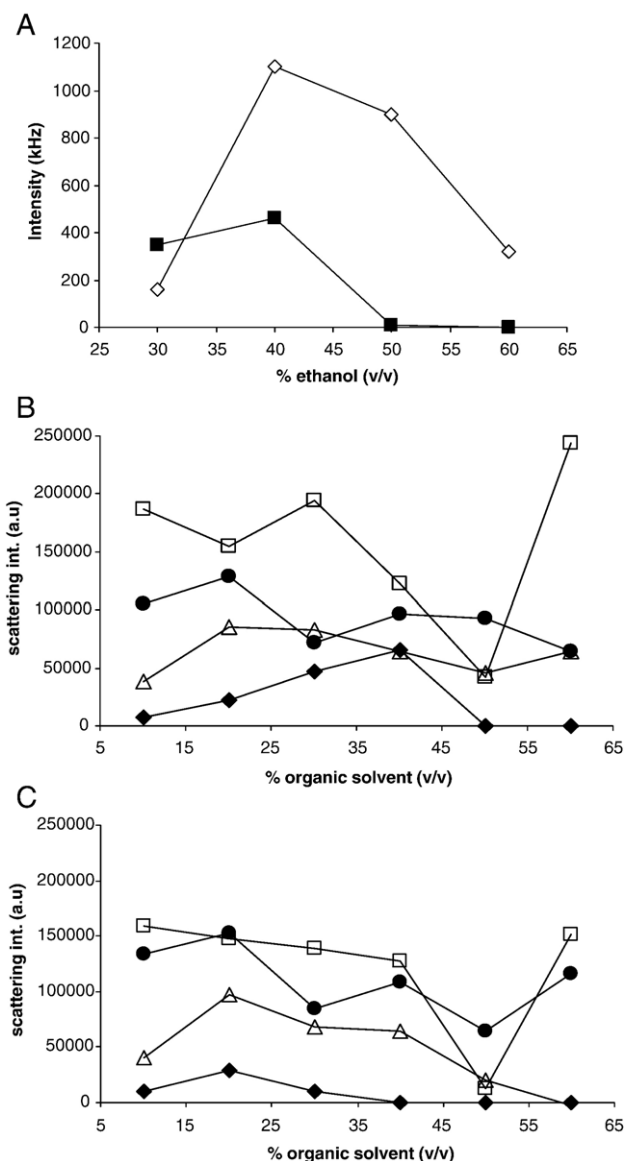 A
1200
1000
800
600
400
200
0
25 30 35 40 45 50 55 60 65
Intensity (kHz)
% ethanol (v/v)
B
250000
200000
150000
100000
50000
0
5 15 25 35 45 55 65
scattering int. (a.u)
% organic solvent (v/v)
C
250000
200000
150000
100000
50000
0
5 15 25 35 45 55 65
scattering int. (a.u)
% organic solvent (v/v)